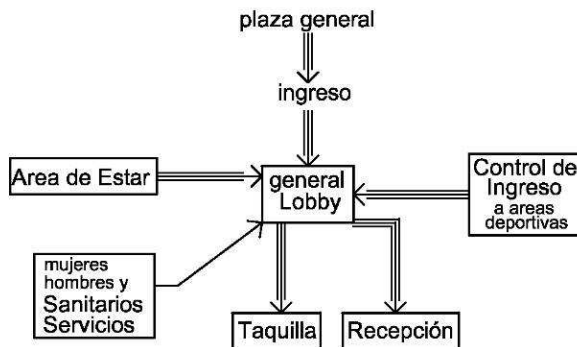 plaza general
ingreso
Area de Estar
general
Lobby
Control de
Ingreso
a areas
deportivas
mujeres
hombres y
Sanitarios
Servicios
Taquilla
Recepción